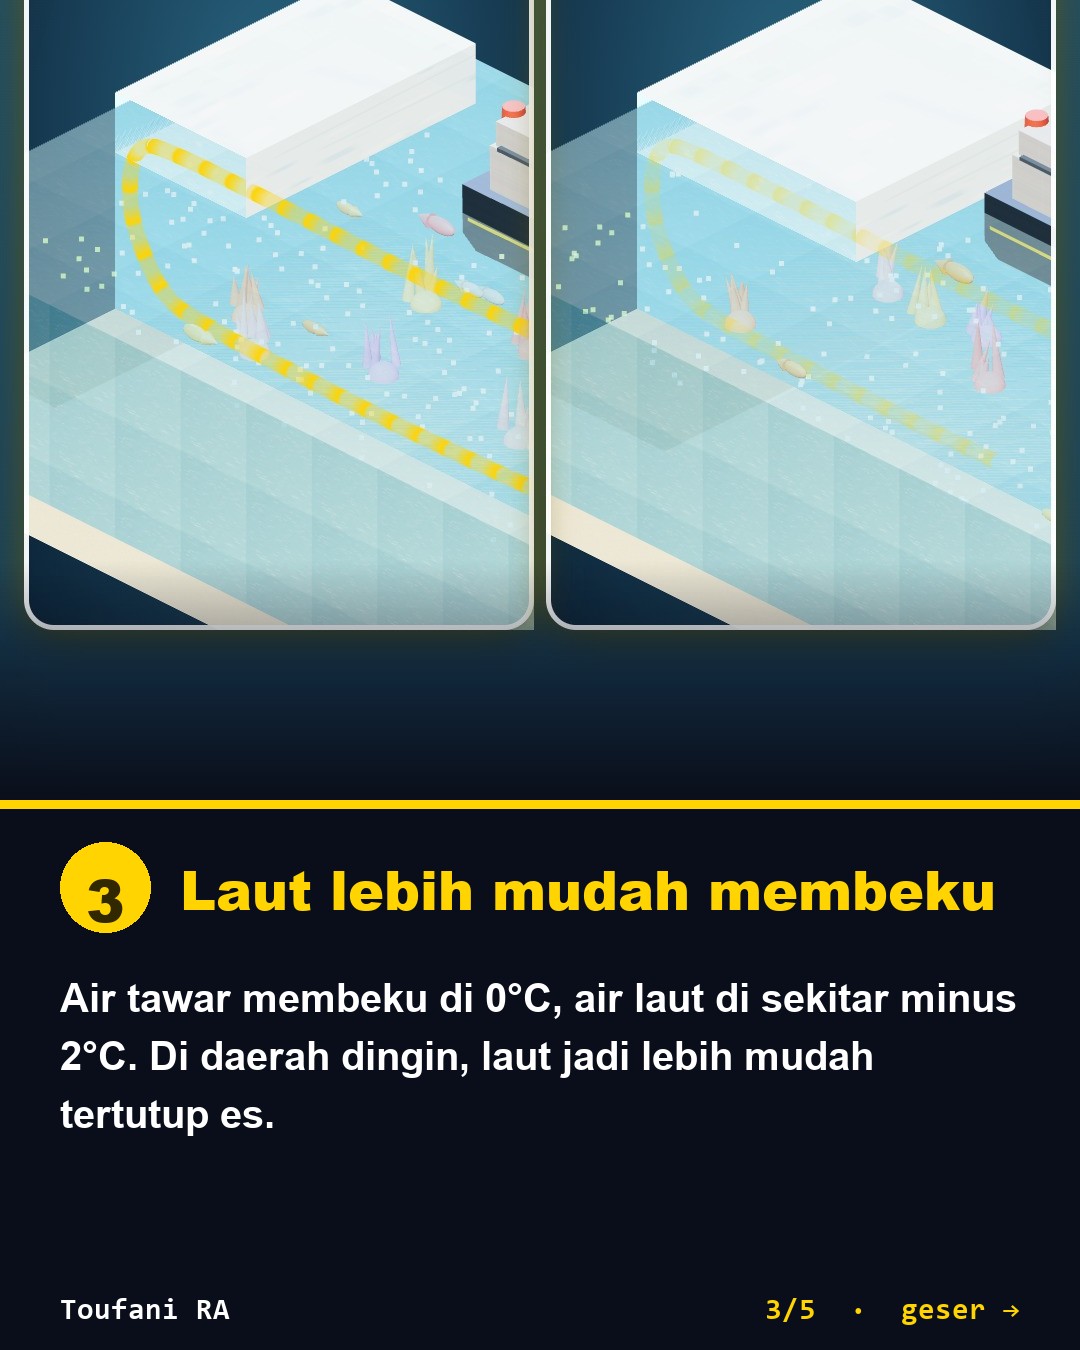 3 Laut lebih mudah membeku
Air tawar membeku di 0°C, air laut di sekitar minus
2°C. Di daerah dingin, laut jadi lebih mudah
tertutup es.
Toufani RA 3/5 · geser →